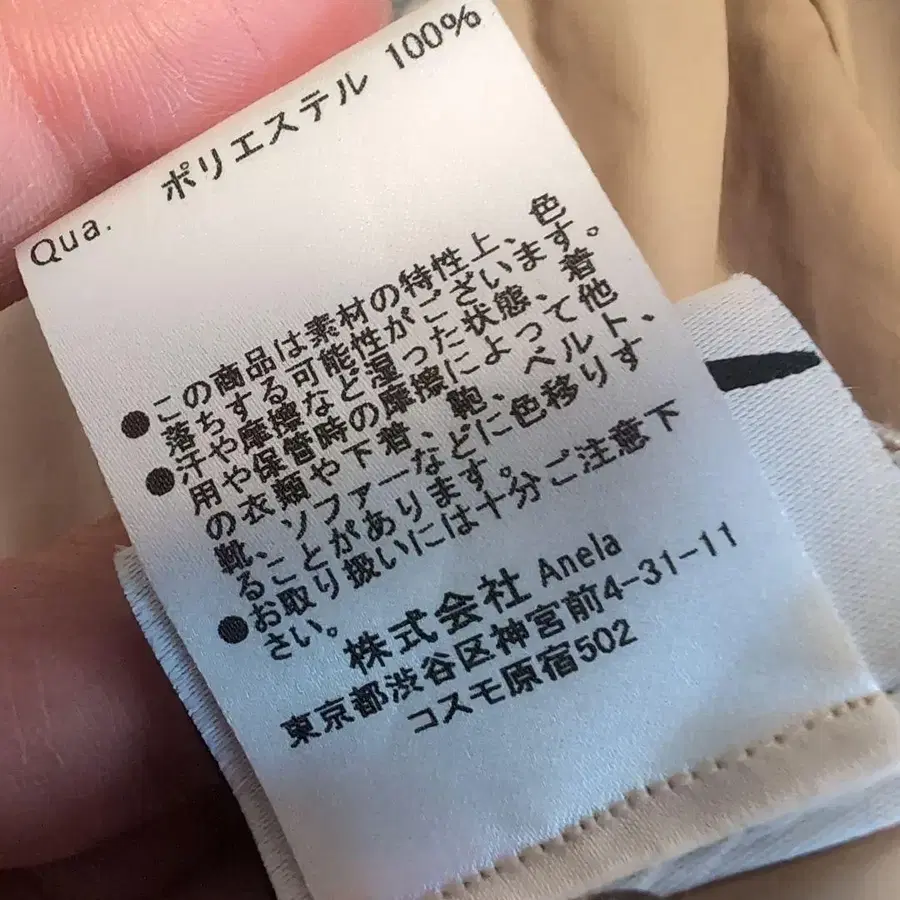 Qua. ポリエステル 100%
●この商品は素材の特性上、色
落ちする可能性がございます。
●汗や摩擦など湿った状態、着
用や保管時の摩擦によって他
の衣類や下着、鞄、ベルト、
靴、ソファーなどに色移りす
ることがあります。
●お取り扱いには十分ご注意下
さい。
株式会社 Anela
東京都渋谷区神宮前4-31-11
コスモ原宿502